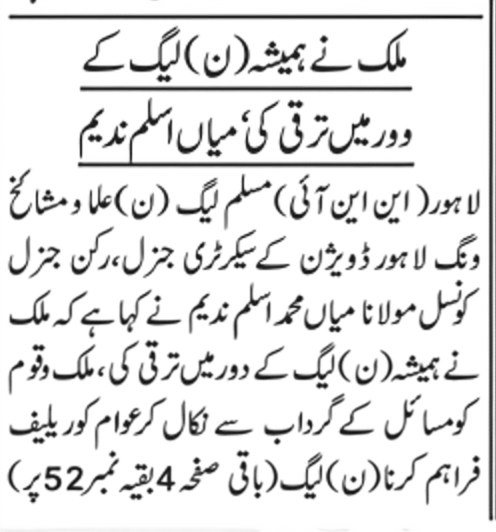 ملک نے ہمیشہ (ن) لیگ کے
دور میں ترقی کی، میاں اسلم ندیم
لاہور (این این آئی) مسلم لیگ (ن) علما و مشائخ
ونگ لاہور ڈویژن کے سیکرٹری جنرل، رکن جنرل
کونسل مولانا میاں محمد اسلم ندیم نے کہا ہے کہ ملک
نے ہمیشہ (ن) لیگ کے دور میں ترقی کی، ملک و قوم
کو مسائل کے گرداب سے نکال کر عوام کو ریلیف
فراہم کرنا (ن) لیگ (باقی صفحہ 4 بقیہ نمبر 52 پر)